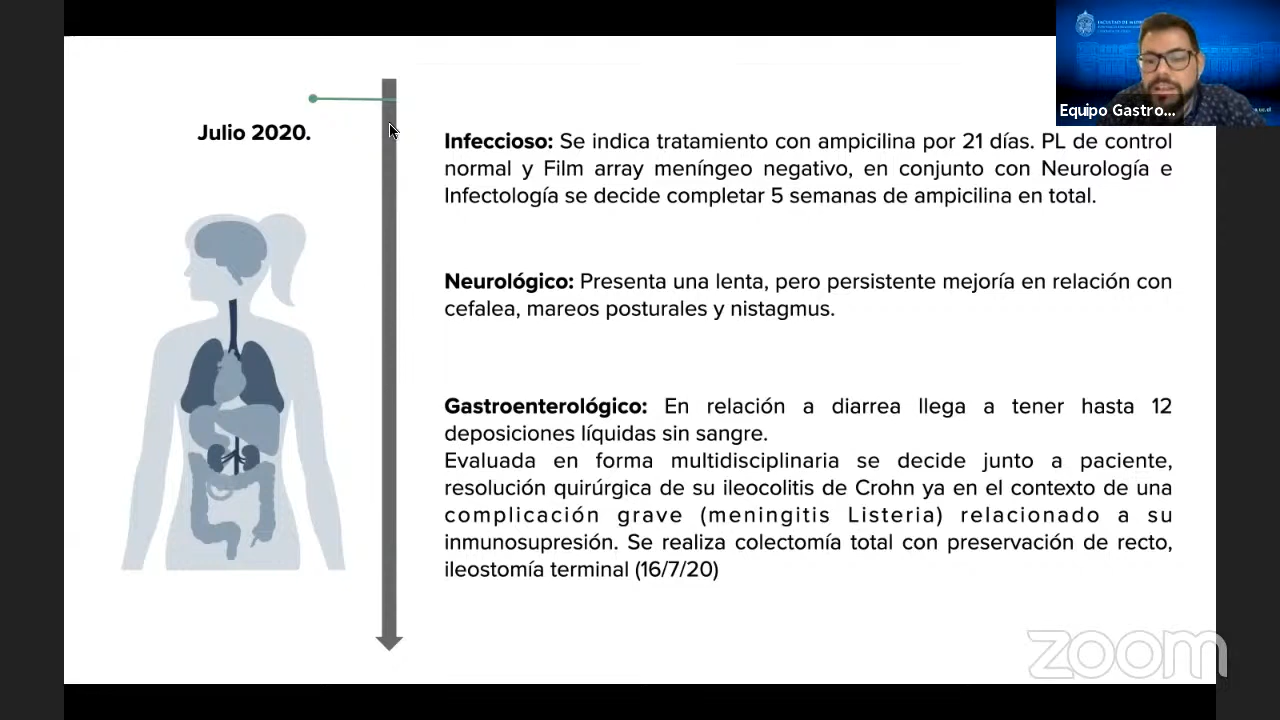 FACULTAD DE
Equipo Gastro...
Julio 2020.
Infeccioso: Se indica tratamiento con ampicilina por 21 días. PL de control
normal y Film array meníngeo negativo, en conjunto con Neurología e
Infectología se decide completar 5 semanas de ampicilina en total.
Neurológico: Presenta una lenta, pero persistente mejoría en relación con
cefalea, mareos posturales y nistagmus.
Gastroenterológico: En relación a diarrea llega a tener hasta 12
deposiciones líquidas sin sangre.
Evaluada en forma multidisciplinaria se decide junto a paciente,
resolución quirúrgica de su ileocolitis de Crohn ya en el contexto de una
complicación grave (meningitis Listeria) relacionado a su
inmunosupresión. Se realiza colectomía total con preservación de recto,
ileostomía terminal (16/7/20)
zoom